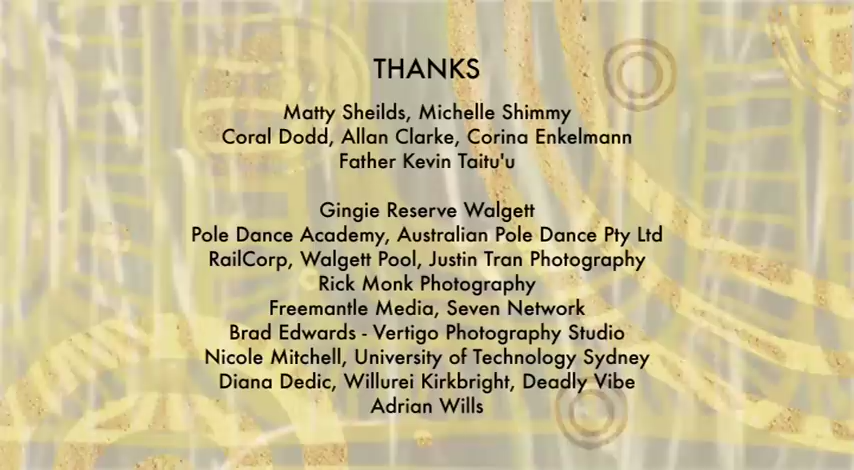 THANKS
Matty Sheilds, Michelle Shimmy
Coral Dodd, Allan Clarke, Corina Enkelmann
Father Kevin Taitu'u
Gingie Reserve Walgett
Pole Dance Academy, Australian Pole Dance Pty Ltd
RailCorp, Walgett Pool, Justin Tran Photography
Rick Monk Photography
Freemantle Media, Seven Network
Brad Edwards - Vertigo Photography Studio
Nicole Mitchell, University of Technology Sydney
Diana Dedic, Willurei Kirkbright, Deadly Vibe
Adrian Wills